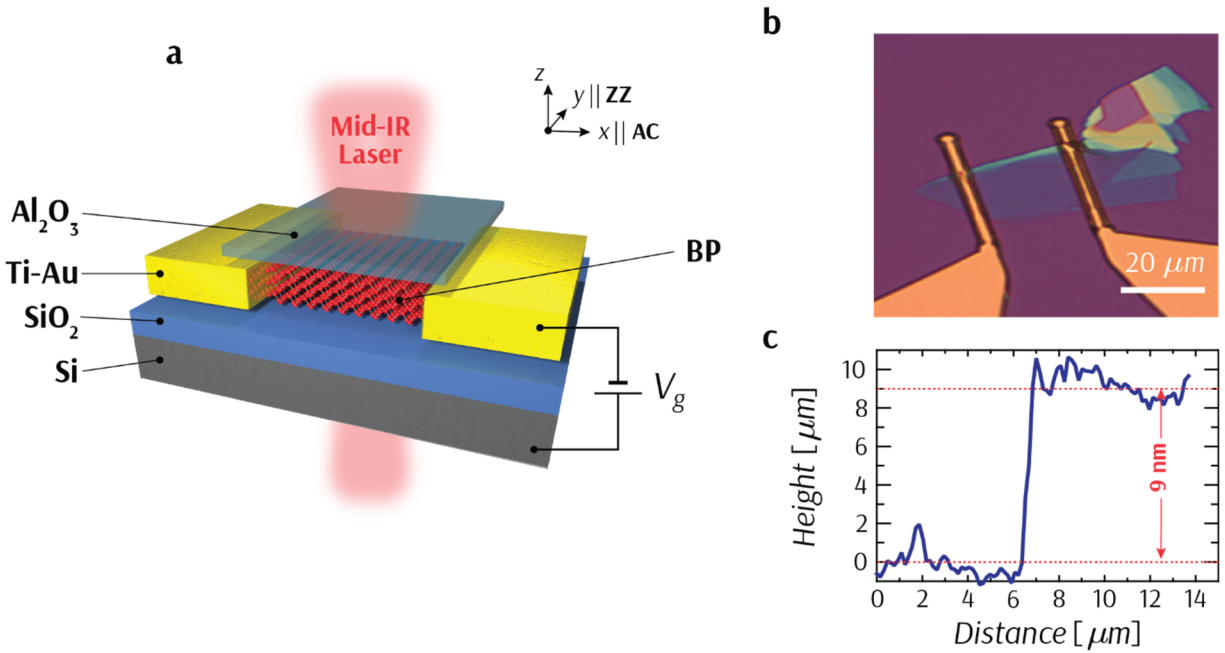 a
Mid-IR
Laser
z
y || ZZ
x || AC
Al₂O₃
Ti-Au
SiO₂
Si
BP
V_g
b
20 μm
c
Height [μm]
10
8
6
4
2
0
9 nm
0 2 4 6 8 10 12 14
Distance [μm]